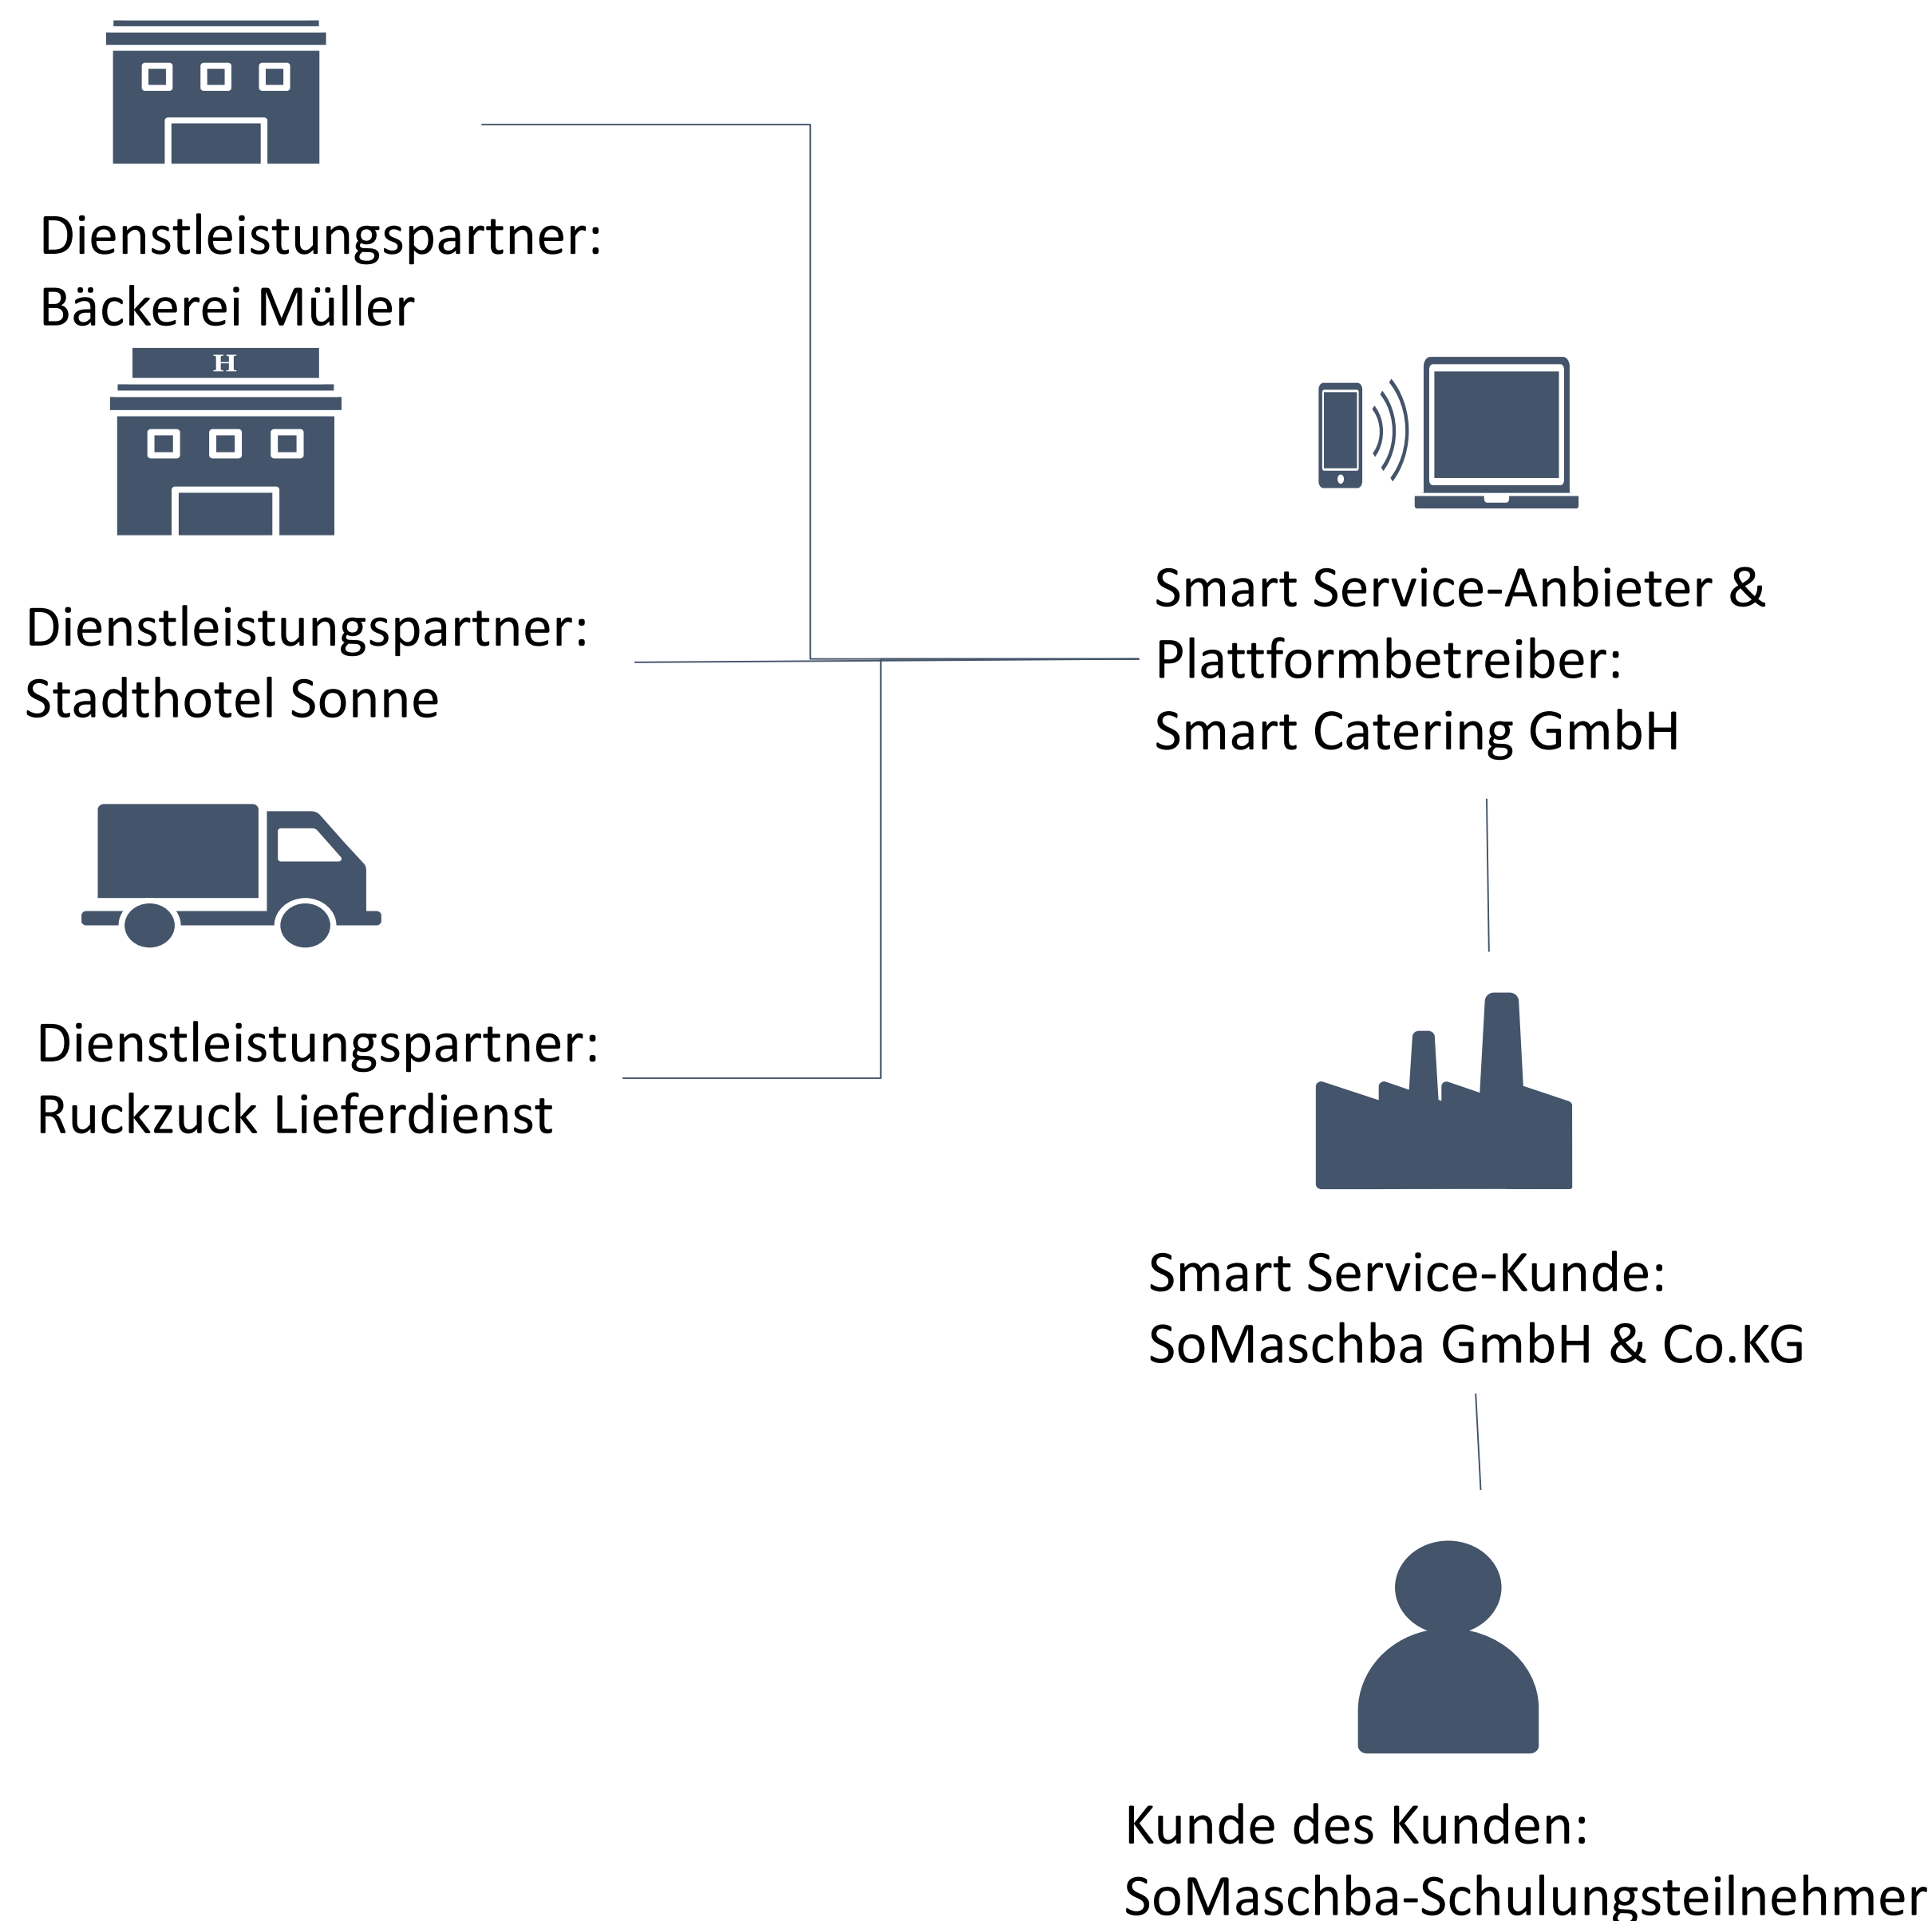 Dienstleistungspartner:
Bäckerei Müller
H
Dienstleistungspartner:
Stadthotel Sonne
Dienstleistungspartner:
Ruckzuck Lieferdienst
Smart Service-Anbieter &
Plattformbetreiber:
Smart Catering GmbH
Smart Service-Kunde:
SoMaschba GmbH & Co.KG
Kunde des Kunden:
SoMaschba-Schulungsteilnehmer